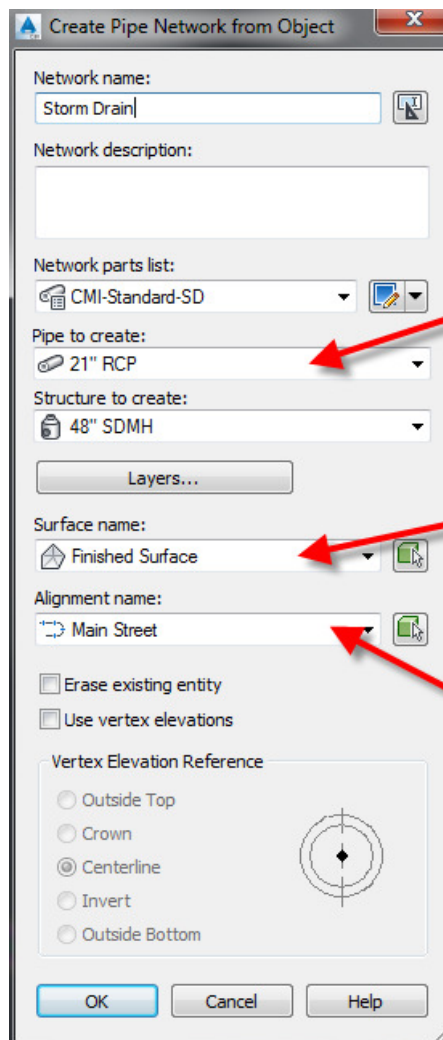 Create Pipe Network from Object
Network name:
Storm Drain
Network description:
Network parts list:
CMI-Standard-SD
Pipe to create:
21" RCP
Structure to create:
48" SDMH
Layers...
Surface name:
Finished Surface
Alignment name:
Main Street
Erase existing entity
Use vertex elevations
Vertex Elevation Reference
Outside Top
Crown
Centerline
Invert
Outside Bottom
OK Cancel Help